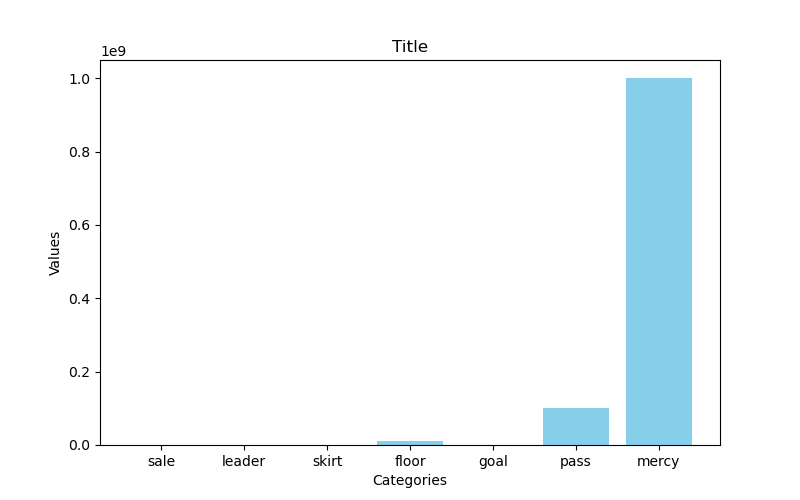 Title
1e9
1.0
0.8
0.6
0.4
0.2
0.0
Values
sale leader skirt floor goal pass mercy
Categories